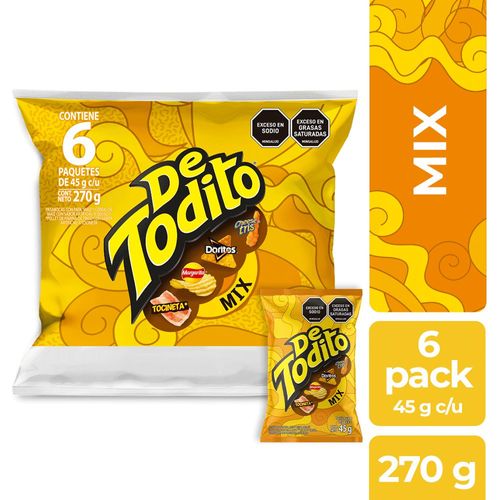 CONTIENE
6
PAQUETES
DE 45 g c/u
CONT.
NETO 270 g
EXCESO EN
SODIO
MINSALUD
EXCESO EN
GRASAS
SATURADAS
MINSALUD
De
Todito
Cheese
tris
Doritos
Margarita
TOCINETA
MIX
EXCESO EN
SODIO
EXCESO EN
GRASAS
SATURADAS
De
Todito
Doritos
TOCINETA
MIX
45g
MIX
6
pack
45 g c/u
270 g